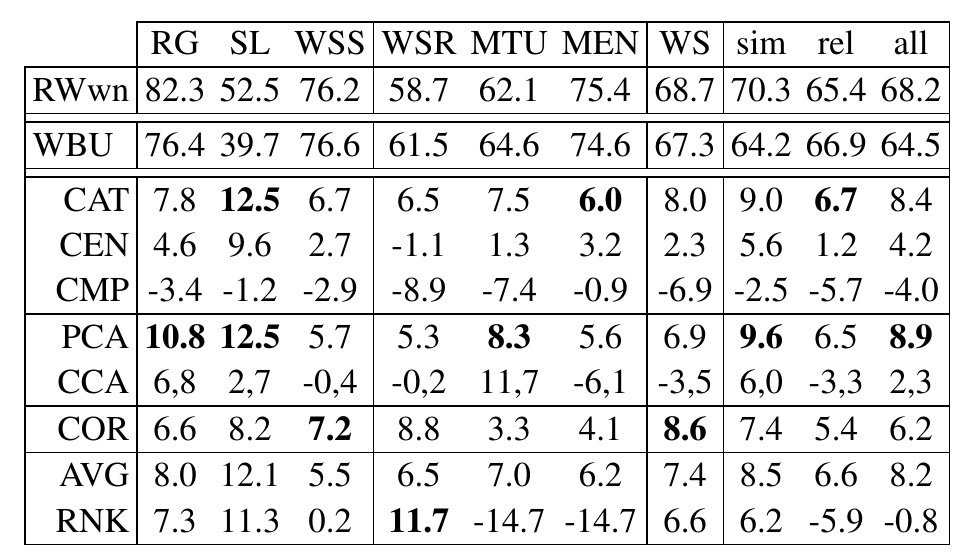 RG SL WSS WSR MTU MEN WS sim rel all
RWwn 82.3 52.5 76.2 58.7 62.1 75.4 68.7 70.3 65.4 68.2
WBU 76.4 39.7 76.6 61.5 64.6 74.6 67.3 64.2 66.9 64.5
CAT 7.8 12.5 6.7 6.5 7.5 6.0 8.0 9.0 6.7 8.4
CEN 4.6 9.6 2.7 -1.1 1.3 3.2 2.3 5.6 1.2 4.2
CMP -3.4 -1.2 -2.9 -8.9 -7.4 -0.9 -6.9 -2.5 -5.7 -4.0
PCA 10.8 12.5 5.7 5.3 8.3 5.6 6.9 9.6 6.5 8.9
CCA 6,8 2,7 -0,4 -0,2 11,7 -6,1 -3,5 6,0 -3,3 2,3
COR 6.6 8.2 7.2 8.8 3.3 4.1 8.6 7.4 5.4 6.2
AVG 8.0 12.1 5.5 6.5 7.0 6.2 7.4 8.5 6.6 8.2
RNK 7.3 11.3 0.2 11.7 -14.7 -14.7 6.6 6.2 -5.9 -0.8